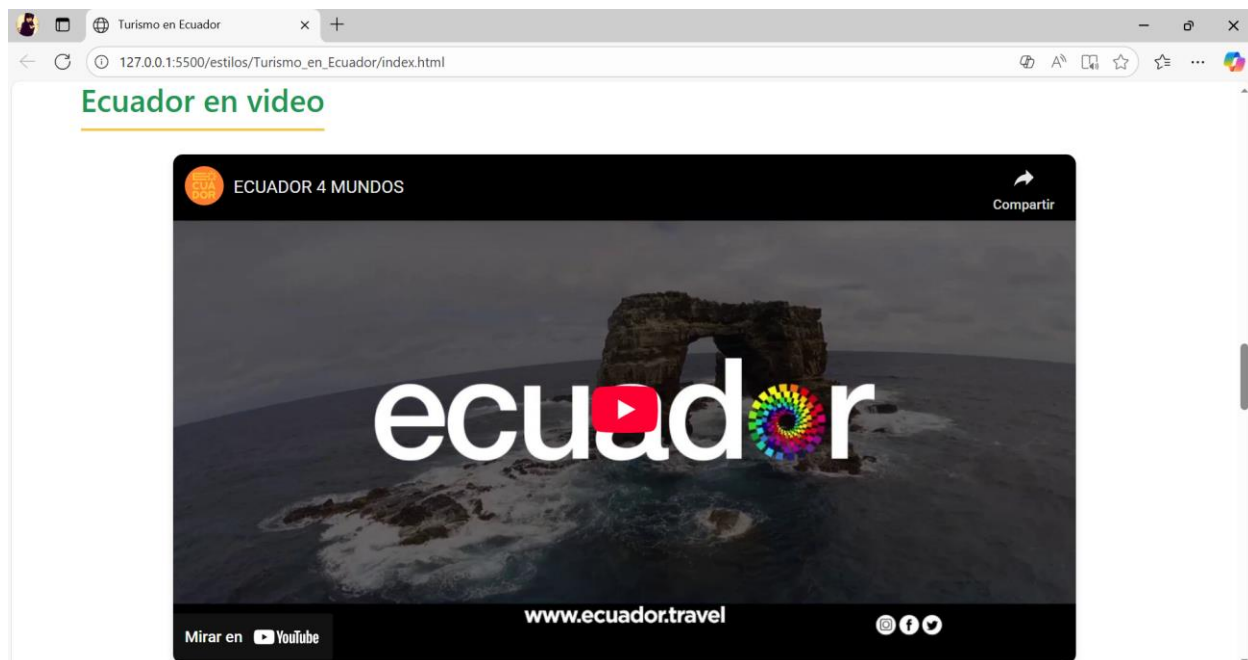 Turismo en Ecuador
127.0.0.1:5500/estilos/Turismo_en_Ecuador/index.html
Ecuador en video
ECUADOR 4 MUNDOS
Compartir
ecuador
www.ecuador.travel
Mirar en YouTube